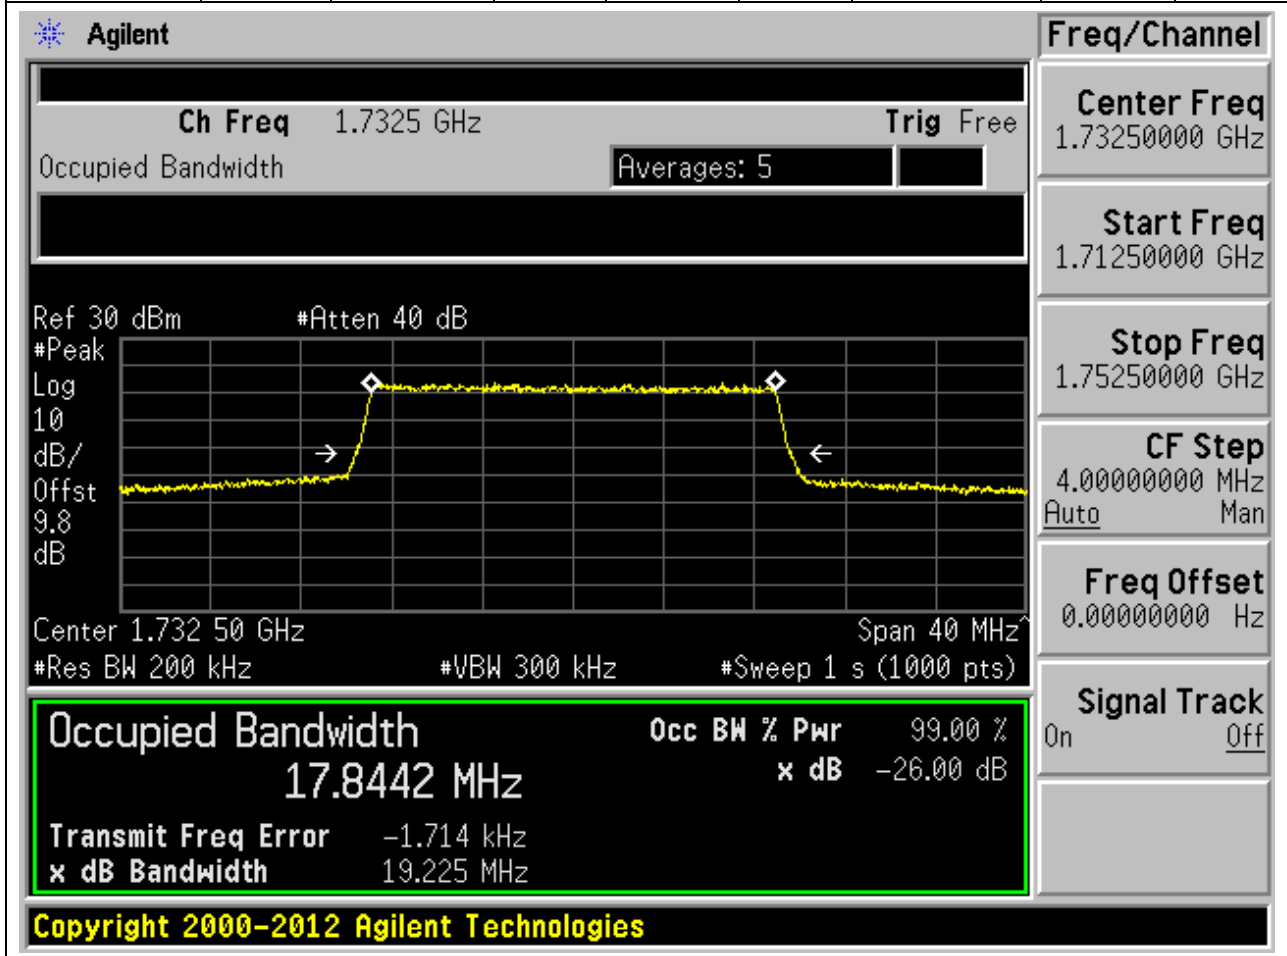 Agilent
Freq/Channel
Ch Freq 1.7325 GHz Trig Free
Occupied Bandwidth Averages: 5
Center Freq
1.73250000 GHz
Start Freq
1.71250000 GHz
Stop Freq
1.75250000 GHz
CF Step
4.00000000 MHz
Auto Man
Freq Offset
0.00000000 Hz
Signal Track
On Off
Ref 30 dBm #Atten 40 dB
#Peak
Log
10
dB/
Offst
9.8
dB
Center 1.732 50 GHz Span 40 MHz^
#Res BW 200 kHz #VBW 300 kHz #Sweep 1 s (1000 pts)
Occupied Bandwidth
17.8442 MHz
Occ BW % Pwr 99.00 %
x dB -26.00 dB
Transmit Freq Error -1.714 kHz
x dB Bandwidth 19.225 MHz
Copyright 2000-2012 Agilent Technologies